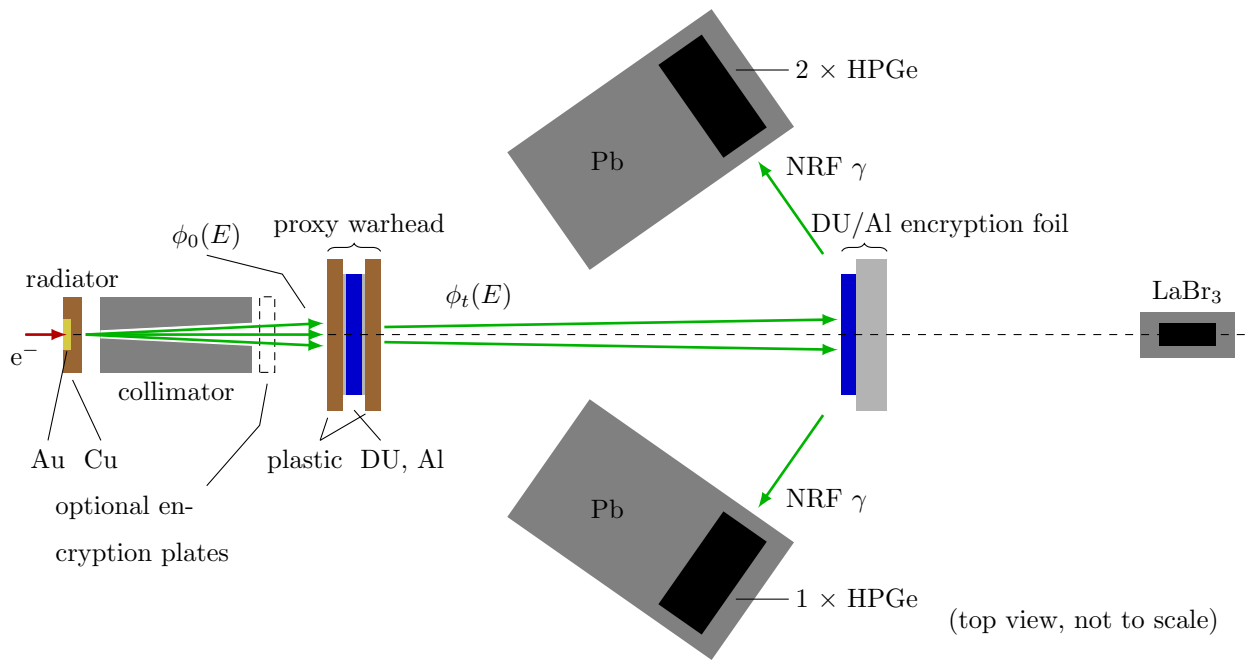 2 × HPGe
Pb
NRF γ
DU/Al encryption foil
proxy warhead
ϕ₀(E)
radiator
ϕₜ(E)
LaBr₃
e⁻
collimator
Au Cu
plastic DU, Al
optional en-
cryption plates
NRF γ
Pb
1 × HPGe
(top view, not to scale)